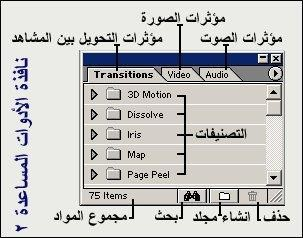 مؤثرات الصورة
مؤثرات التحويل بين المشاهد
مؤثرات الصوت
نافذة الأدوات المساعدة ٢
Transitions
Video
Audio
3D Motion
Dissolve
Iris
Map
Page Peel
التصنيفات
75 Items
مجموع المواد
البحث
انشاء مجلد
حذف